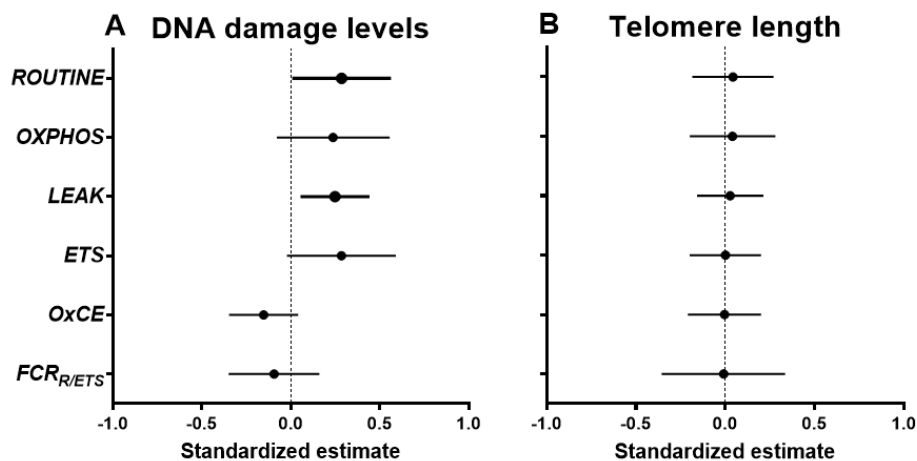 A DNA damage levels
B Telomere length
ROUTINE
OXPHOS
LEAK
ETS
OxCE
FCR R/ETS
-1.0 -0.5 0.0 0.5 1.0
-1.0 -0.5 0.0 0.5 1.0
Standardized estimate
Standardized estimate